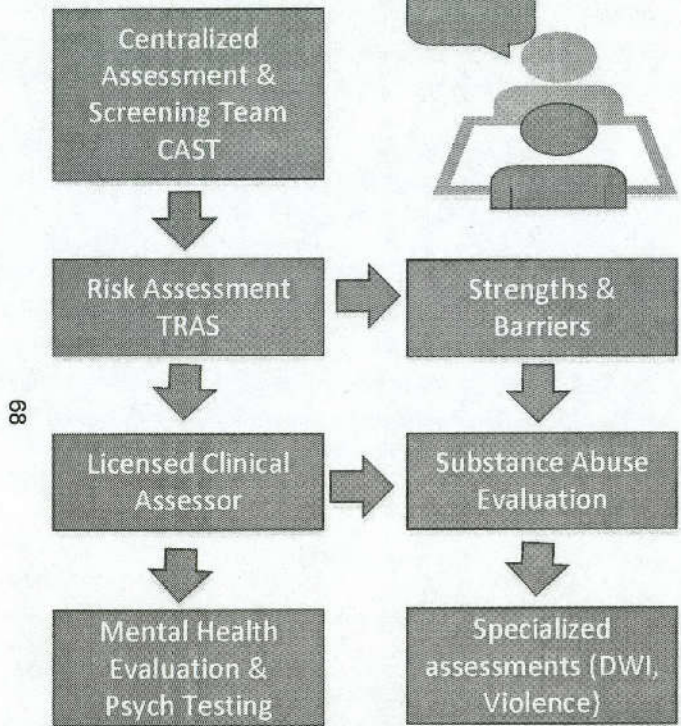 Centralized
Assessment &
Screening Team
CAST
Risk Assessment
TRAS
Strengths &
Barriers
Licensed Clinical
Assessor
Substance Abuse
Evaluation
Mental Health
Evaluation &
Psych Testing
Specialized
assessments (DWI,
Violence)
68